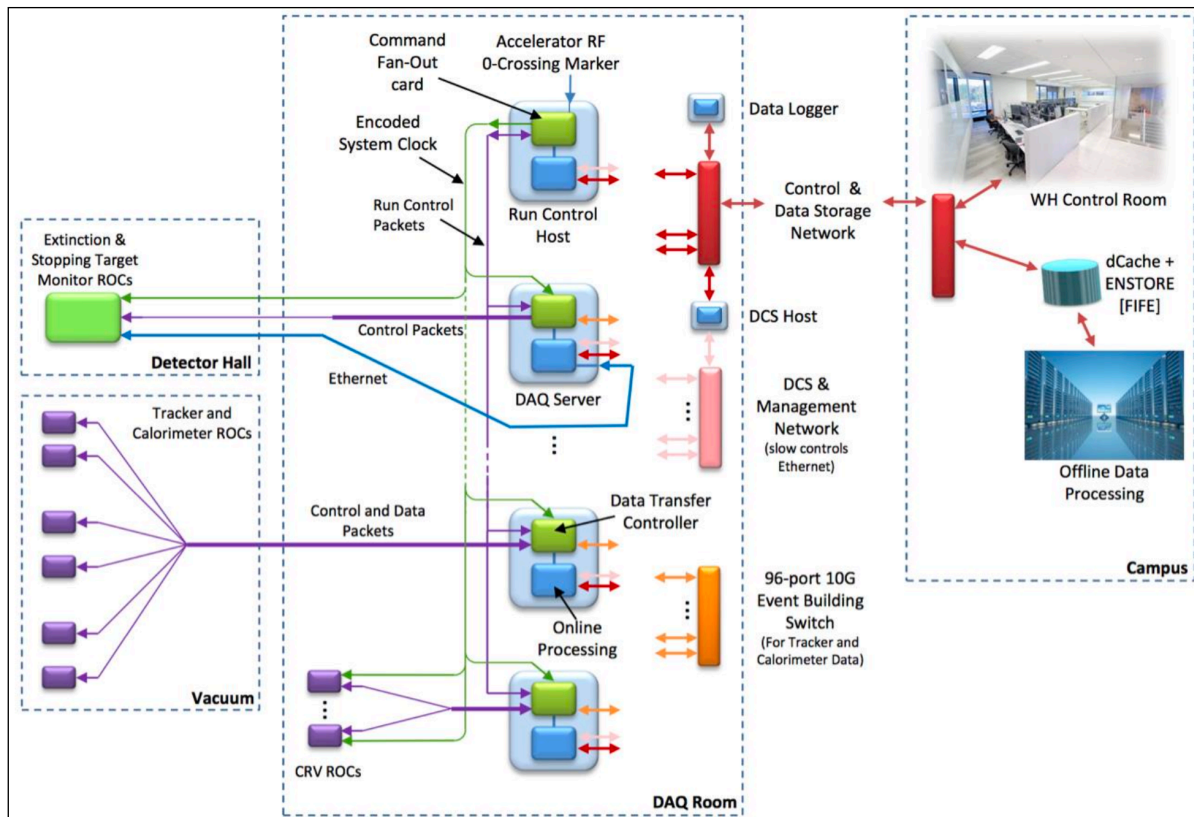 Command
Fan-Out
card
Accelerator RF
0-Crossing Marker
Encoded
System Clock
Run Control
Packets
Run Control
Host
Data Logger
Control &
Data Storage
Network
WH Control Room
dCache +
ENSTORE
[FIFE]
Offline Data
Processing
Campus
Extinction &
Stopping Target
Monitor ROCs
Detector Hall
Control Packets
Ethernet
DAQ Server
DCS Host
DCS &
Management
Network
(slow controls
Ethernet)
Tracker and
Calorimeter ROCs
Vacuum
Control and Data
Packets
Data Transfer
Controller
Online
Processing
96-port 10G
Event Building
Switch
(For Tracker and
Calorimeter Data)
CRV ROCs
DAQ Room